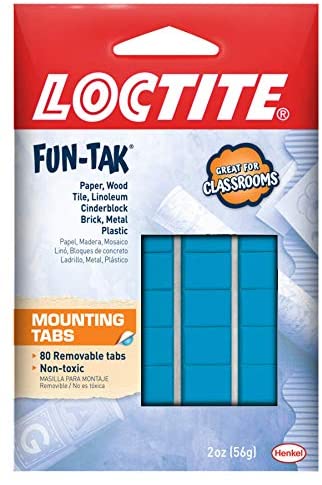 LOCTITE®
FUN-TAK®
Paper, Wood
Tile, Linoleum
Cinderblock
Brick, Metal
Plastic
Papel, Madera, Mosaico
Linó, Bloques de concreto
Ladrillo, Metal, Plástico
GREAT FOR
CLASSROOMS
MOUNTING
TABS
• 80 Removable tabs
• Non-toxic
MASILLA PARA MONTAJE
Removible / No es tóxica
2oz (56g)
Henkel